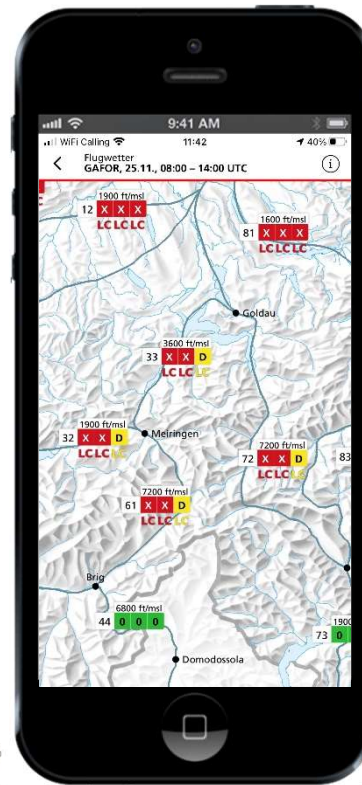 9:41 AM
WiFi Calling 11:42 40%
Flugwetter
GAFOR, 25.11., 08:00 – 14:00 UTC
1900 ft/msl
12 X X X
LC LC LC
1600 ft/msl
81 X X X
LC LC LC
Goldau
3600 ft/msl
33 X X D
LC LC LC
1900 ft/msl
32 X X D
LC LC LC
Meiringen
7200 ft/msl
72 X X D
LC LC LC
83
7200 ft/msl
61 X X D
LC LC LC
Brig
6800 ft/msl
44 0 0 0
1900
73 0
Domodossola